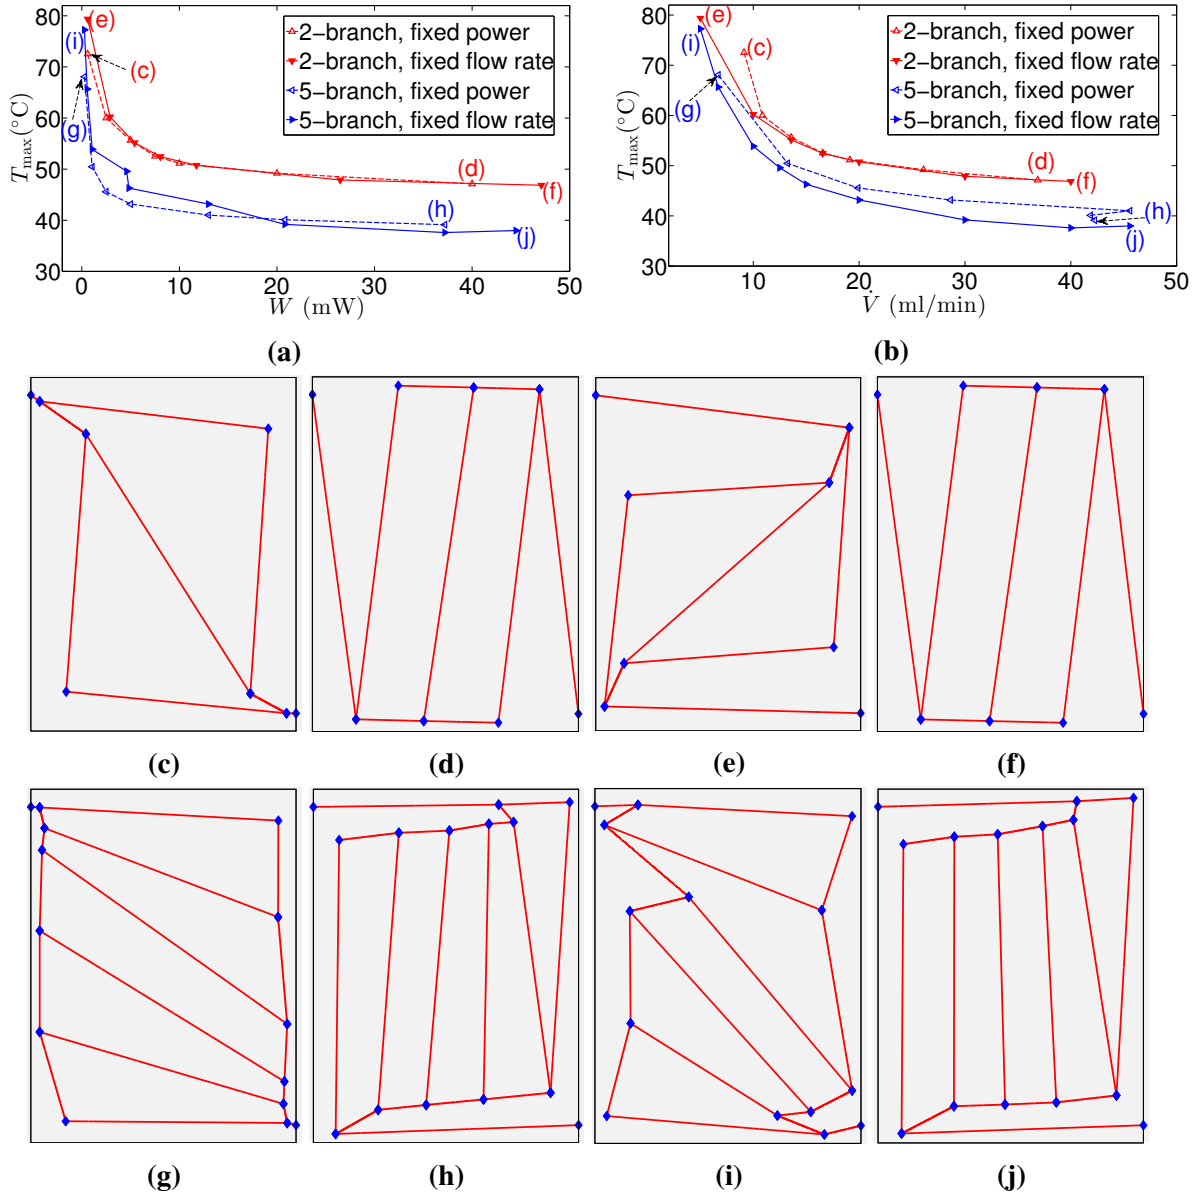 80
70
60
50
40
30
T_max (°C)
(e)
(i)
(c)
(g)
(d)
(f)
(h)
(j)
2−branch, fixed power
2−branch, fixed flow rate
5−branch, fixed power
5−branch, fixed flow rate
0 10 20 30 40 50
W (mW)
(a)
80
70
60
50
40
30
T_max (°C)
(e)
(i)
(c)
(g)
(d)
(f)
(h)
(j)
2−branch, fixed power
2−branch, fixed flow rate
5−branch, fixed power
5−branch, fixed flow rate
10 20 30 40 50
V̇ (ml/min)
(b)
(c) (d) (e) (f)
(g) (h) (i) (j)